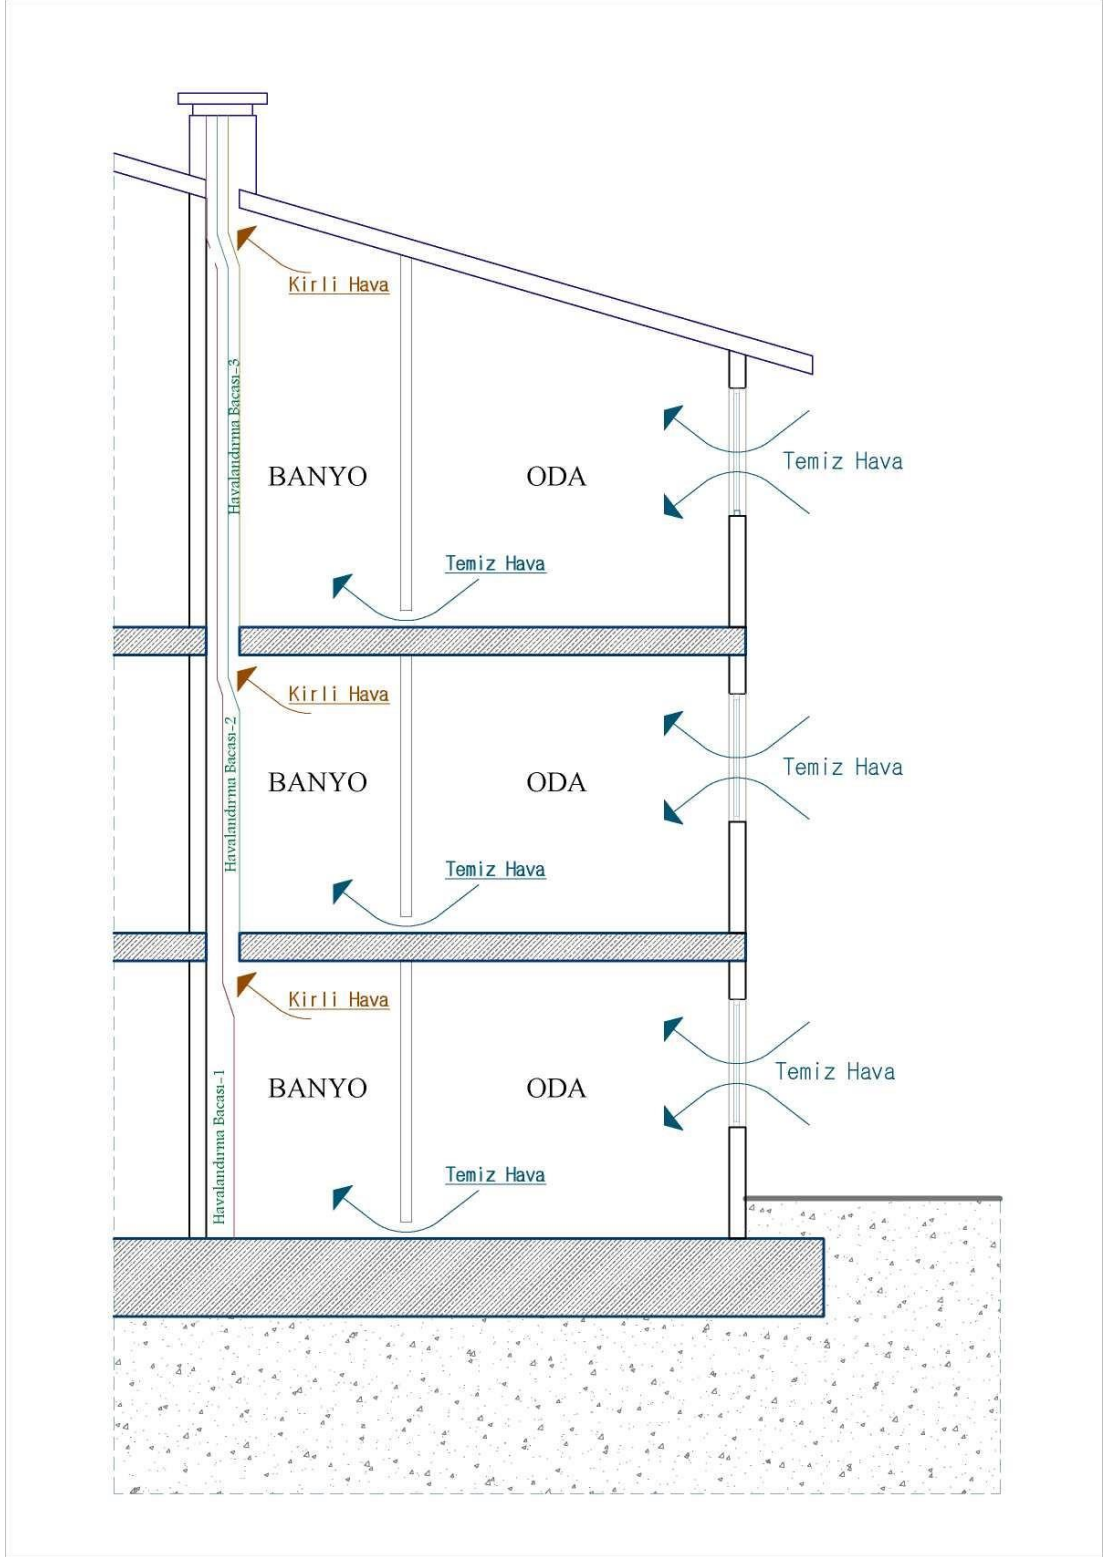 Kirli Hava
Havalandırma Bacası-3
Temiz Hava
BANYO
ODA
Temiz Hava
Kirli Hava
Havalandırma Bacası-2
Temiz Hava
BANYO
ODA
Temiz Hava
Kirli Hava
Havalandırma Bacası-1
Temiz Hava
BANYO
ODA
Temiz Hava